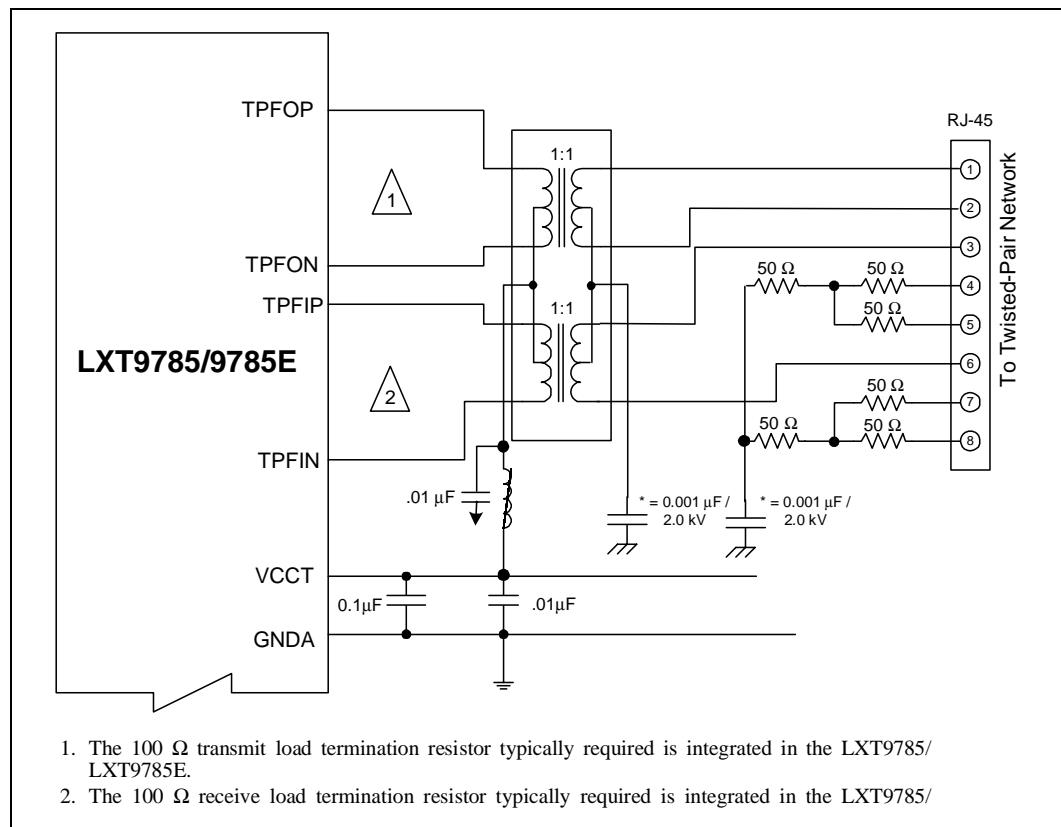 TPFOP
RJ-45
1:1
1
1
2
To Twisted-Pair Network
TPFON
3
50 Ω
50 Ω
4
TPFIP
1:1
50 Ω
5
LXT9785/9785E
2
6
50 Ω
7
50 Ω
50 Ω
8
TPFIN
.01 μF
* = 0.001 μF /
2.0 kV
* = 0.001 μF /
2.0 kV
VCCT
0.1μF
.01μF
GNDA
1. The 100 Ω transmit load termination resistor typically required is integrated in the LXT9785/
LXT9785E.
2. The 100 Ω receive load termination resistor typically required is integrated in the LXT9785/